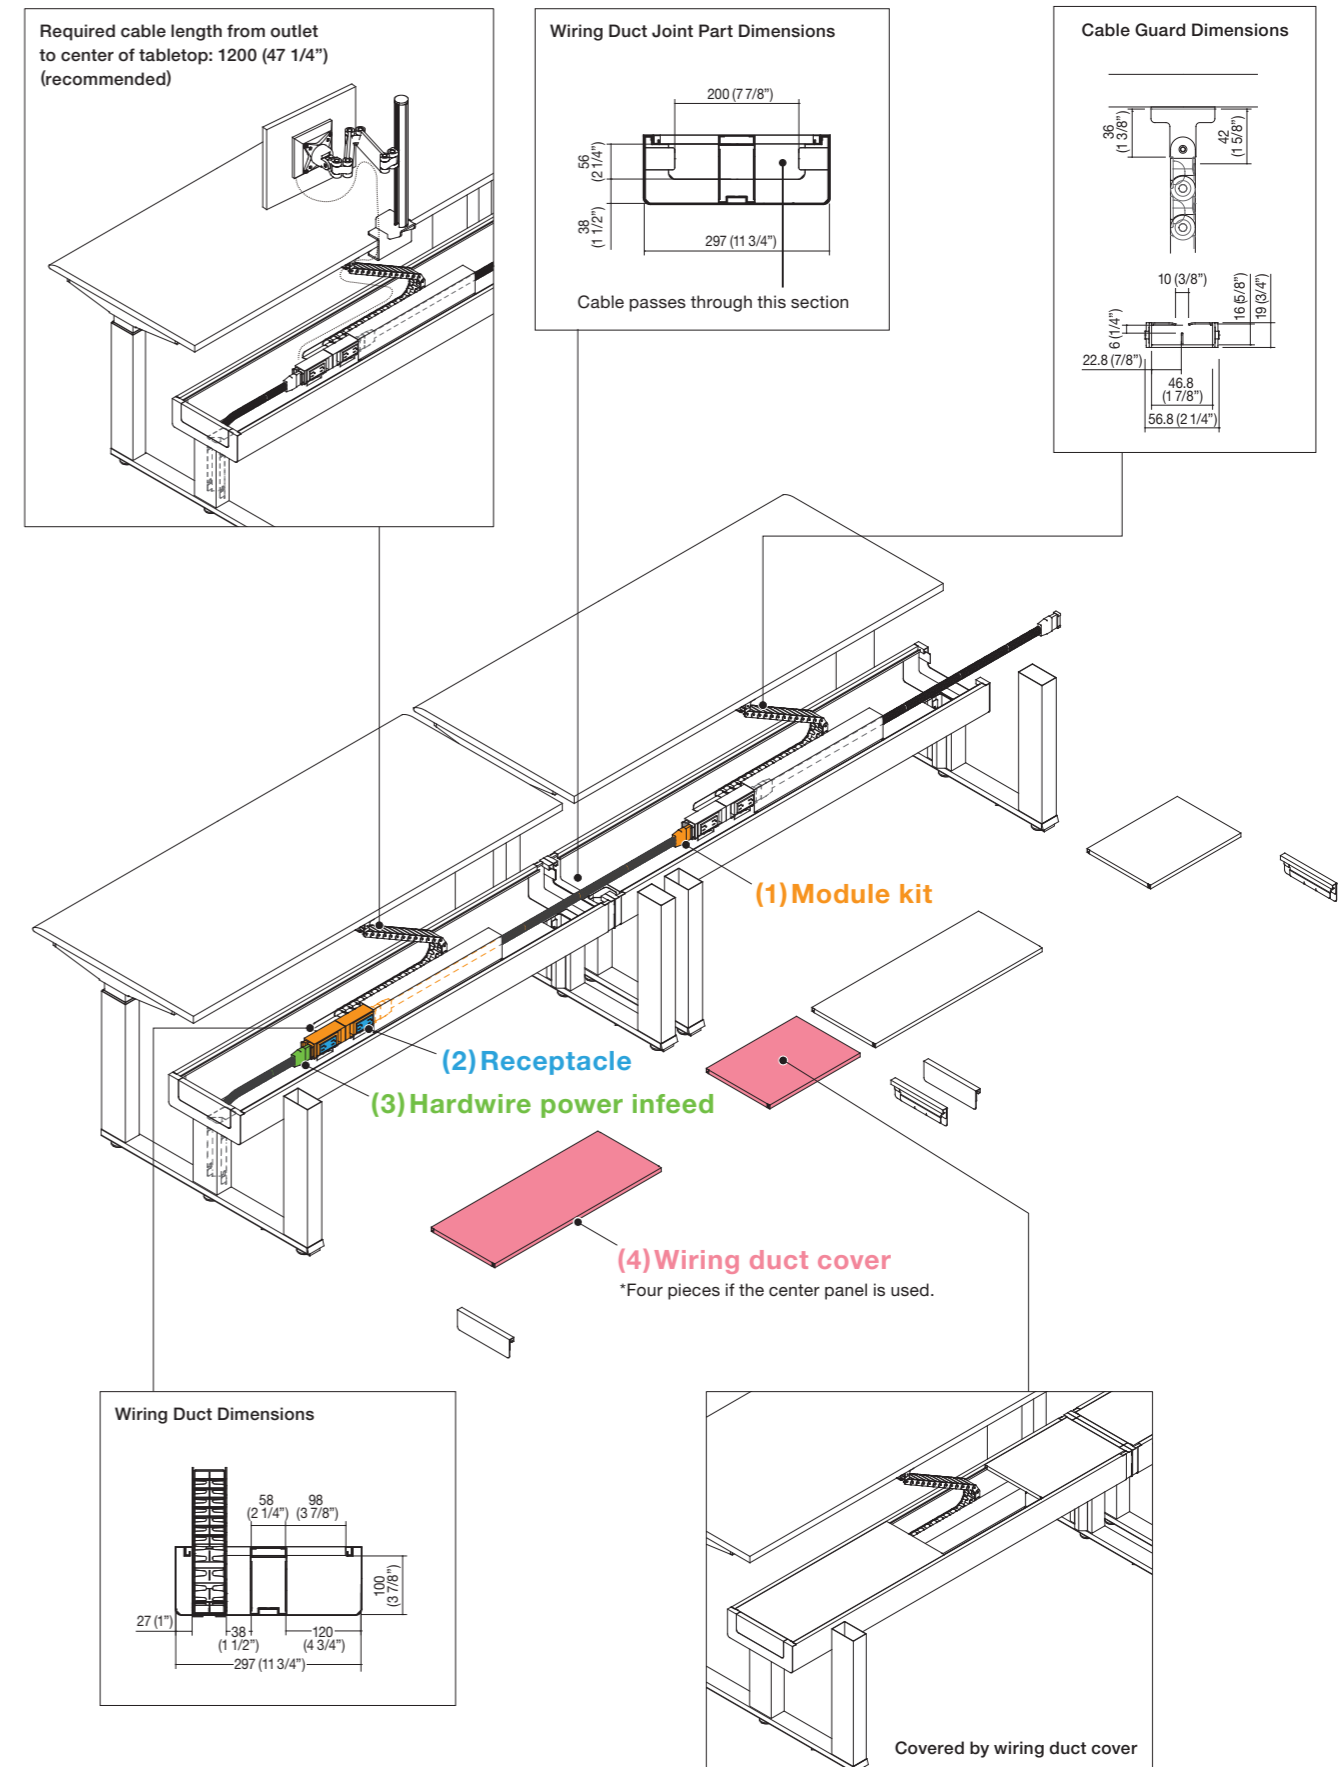 Required cable length from outlet
to center of tabletop: 1200 (47 1/4”)
(recommended)
Wiring Duct Joint Part Dimensions
200 (7 7/8”)
56
(2 1/4”)
38
(1 1/2”)
297 (11 3/4”)
Cable passes through this section
Cable Guard Dimensions
36
(1 3/8”)
42
(1 5/8”)
10 (3/8”)
6 (1/4”)
16 (5/8”)
19 (3/4”)
22.8 (7/8”)
46.8
(1 7/8”)
56.8 (2 1/4”)
(1) Module kit
(2) Receptacle
(3) Hardwire power infeed
(4) Wiring duct cover
*Four pieces if the center panel is used.
Wiring Duct Dimensions
58
(2 1/4”)
98
(3 7/8”)
100
(3 7/8”)
27 (1”)
38
(1 1/2”)
120
(4 3/4”)
297 (11 3/4”)
Covered by wiring duct cover